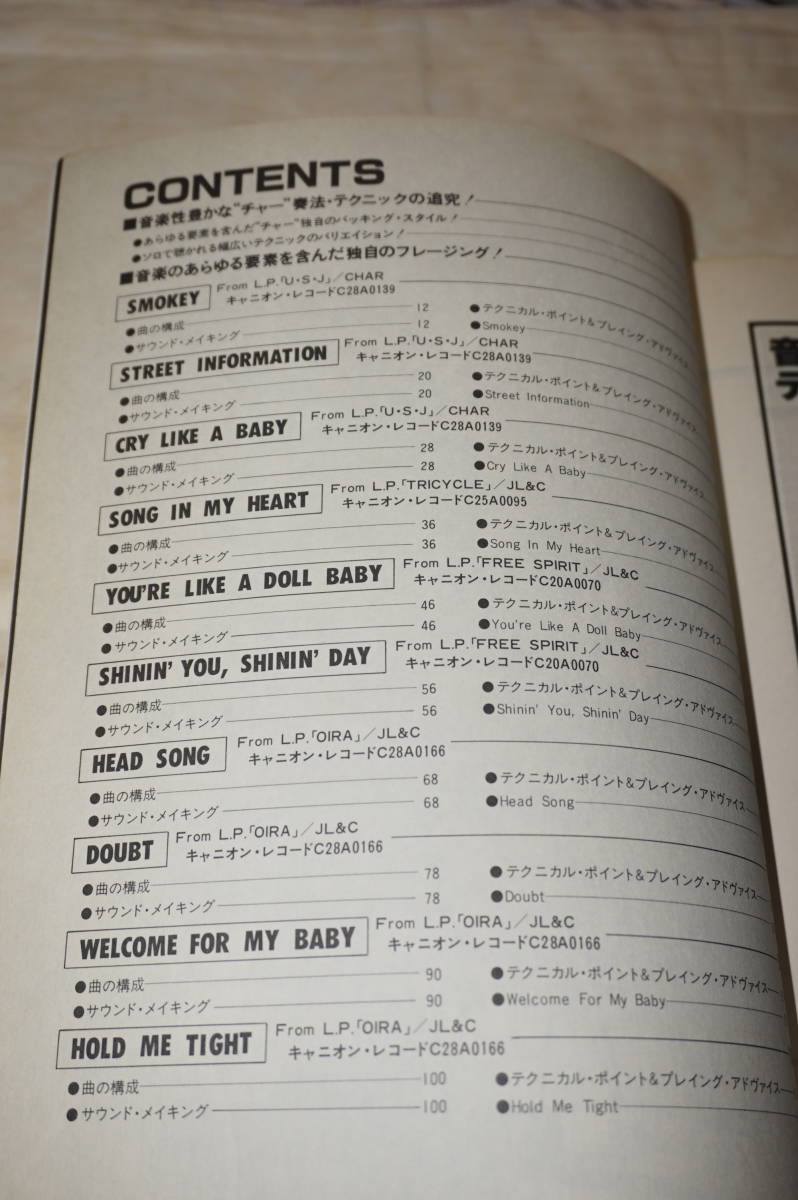 CONTENTS
■音楽性豊かな"チャー"奏法・テクニックの追究！
●あらゆる要素を含んだ"チャー"独自のバッキング・スタイル！
●ソロで聴かれる幅広いテクニックのバリエイション！
■音楽のあらゆる要素を含んだ独自のフレージング！
SMOKEY From L.P.「U・S・J」／CHAR
キャニオン・レコードC28A0139
●曲の構成 12 ●テクニカル・ポイント&プレイング・アドヴァイス
●サウンド・メイキング 12 ●Smokey
STREET INFORMATION From L.P.「U・S・J」／CHAR
キャニオン・レコードC28A0139
●曲の構成 20 ●テクニカル・ポイント&プレイング・アドヴァイス
●サウンド・メイキング 20 ●Street Information
CRY LIKE A BABY From L.P.「U・S・J」／CHAR
キャニオン・レコードC28A0139
●曲の構成 28 ●テクニカル・ポイント&プレイング・アドヴァイス
●サウンド・メイキング 28 ●Cry Like A Baby
SONG IN MY HEART From L.P.「TRICYCLE」／JL&C
キャニオン・レコードC25A0095
●曲の構成 36 ●テクニカル・ポイント&プレイング・アドヴァイス
●サウンド・メイキング 36 ●Song In My Heart
YOU'RE LIKE A DOLL BABY From L.P.「FREE SPIRIT」／JL&C
キャニオン・レコードC20A0070
●曲の構成 46 ●テクニカル・ポイント&プレイング・アドヴァイス
●サウンド・メイキング 46 ●You're Like A Doll Baby
SHININ' YOU, SHININ' DAY From L.P.「FREE SPIRIT」／JL&C
キャニオン・レコードC20A0070
●曲の構成 56 ●テクニカル・ポイント&プレイング・アドヴァイス
●サウンド・メイキング 56 ●Shinin' You, Shinin' Day
HEAD SONG From L.P.「OIRA」／JL&C
キャニオン・レコードC28A0166
●曲の構成 68 ●テクニカル・ポイント&プレイング・アドヴァイス
●サウンド・メイキング 68 ●Head Song
DOUBT From L.P.「OIRA」／JL&C
キャニオン・レコードC28A0166
●曲の構成 78 ●テクニカル・ポイント&プレイング・アドヴァイス
●サウンド・メイキング 78 ●Doubt
WELCOME FOR MY BABY From L.P.「OIRA」／JL&C
キャニオン・レコードC28A0166
●曲の構成 90 ●テクニカル・ポイント&プレイング・アドヴァイス
●サウンド・メイキング 90 ●Welcome For My Baby
HOLD ME TIGHT From L.P.「OIRA」／JL&C
キャニオン・レコードC28A0166
●曲の構成 100 ●テクニカル・ポイント&プレイング・アドヴァイス
●サウンド・メイキング 100 ●Hold Me Tight
音
テ